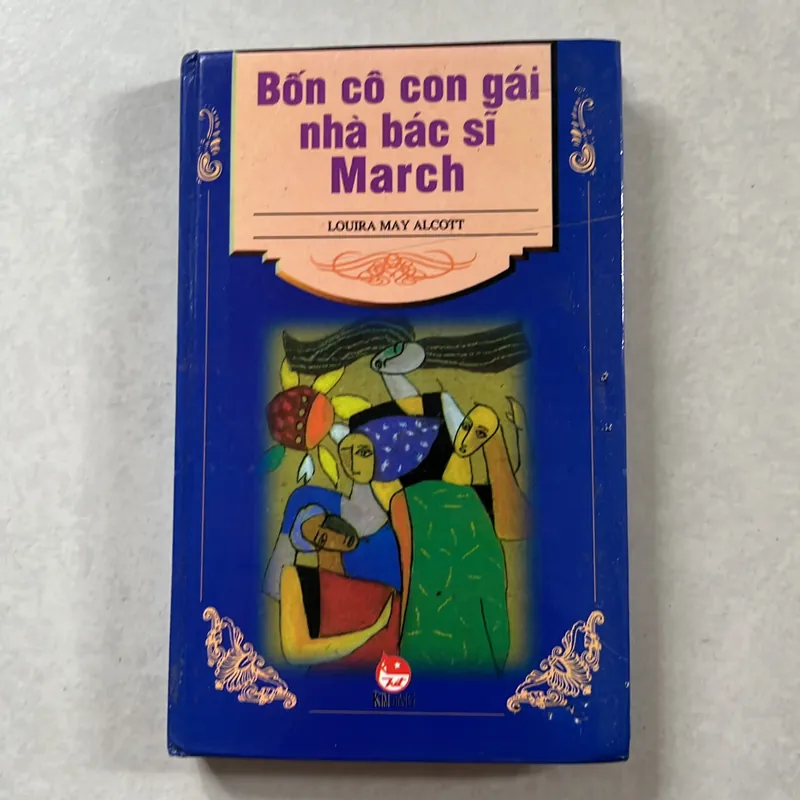 Bốn cô con gái
nhà bác sĩ
March
LOUIRA MAY ALCOTT